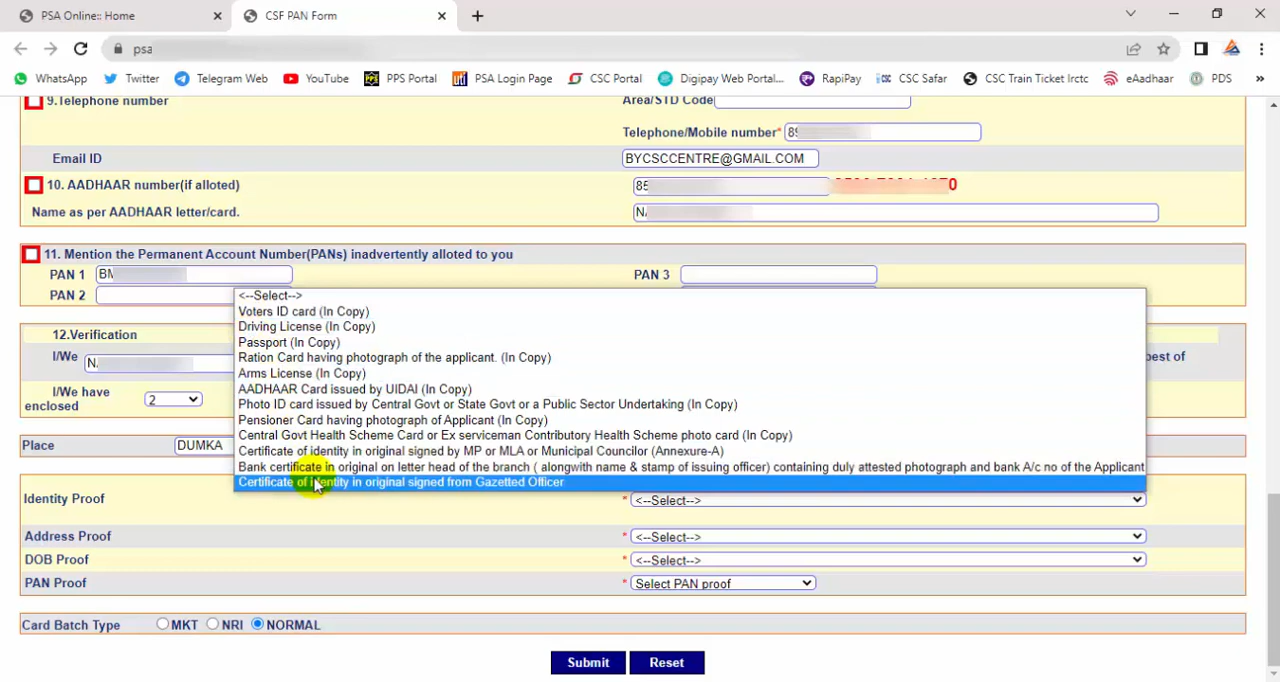 PSA Online:: Home
CSF PAN Form
psa
WhatsApp Twitter Telegram Web YouTube PPS Portal PSA Login Page CSC Portal Digipay Web Portal... RapiPay CSC Safar CSC Train Ticket Irctc eAadhaar PDS »
9.Telephone number Area/STD Code
Telephone/Mobile number* 89
Email ID BYCSCCENTRE@GMAIL.COM
10. AADHAAR number(if alloted) 85
Name as per AADHAAR letter/card. NA
11. Mention the Permanent Account Number(PANs) inadvertently alloted to you
PAN 1 BM PAN 3
PAN 2
<--Select-->
Voters ID card (In Copy)
Driving License (In Copy)
Passport (In Copy)
Ration Card having photograph of the applicant. (In Copy)
Arms License (In Copy)
AADHAAR Card issued by UIDAI (In Copy)
Photo ID card issued by Central Govt or State Govt or a Public Sector Undertaking (In Copy)
Pensioner Card having photograph of Applicant (In Copy)
Central Govt Health Scheme Card or Ex serviceman Contributory Health Scheme photo card (In Copy)
Certificate of identity in original signed by MP or MLA or Municipal Councilor (Annexure-A)
Bank certificate in original on letter head of the branch ( alongwith name & stamp of issuing officer) containing duly attested photograph and bank A/c no of the Applicant
Certificate of identity in original signed from Gazetted Officer
12.Verification
I/We est of
I/We have
enclosed 2
Place DUMKA
Identity Proof * <--Select-->
Address Proof * <--Select-->
DOB Proof * <--Select-->
PAN Proof * Select PAN proof
Card Batch Type MKT NRI NORMAL
Submit Reset